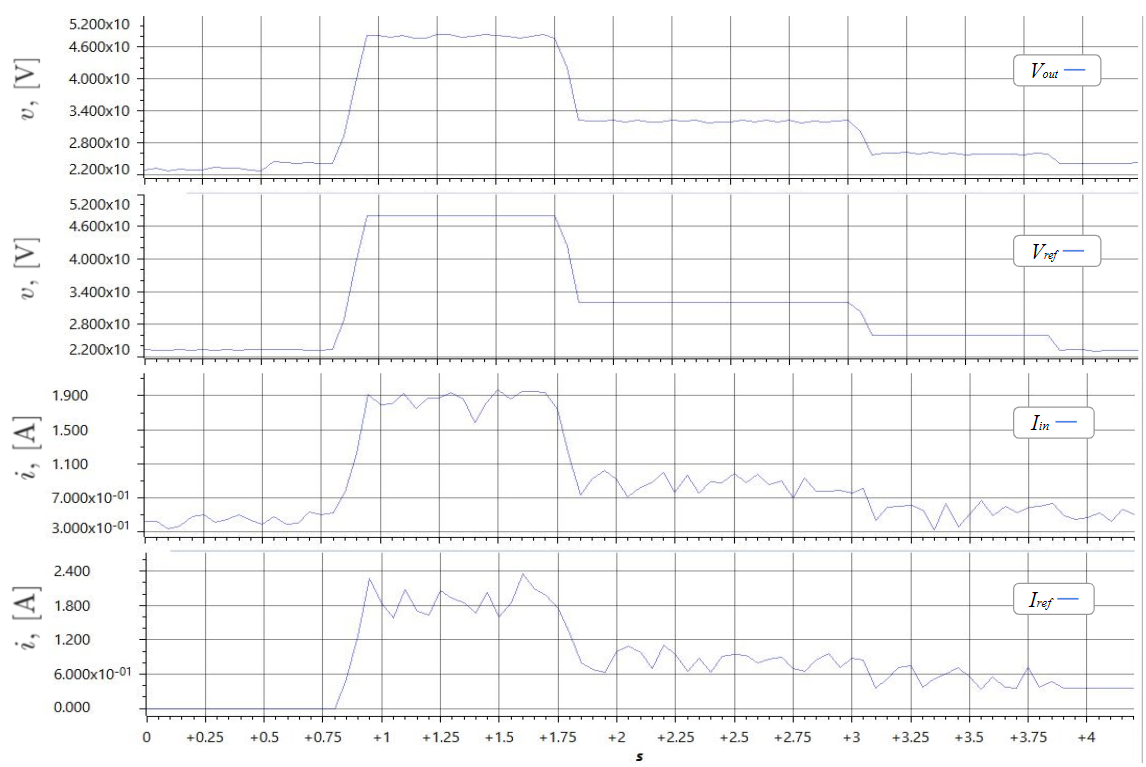 5.200x10
4.600x10
4.000x10
3.400x10
2.800x10
2.200x10
v, [V]
Vout
5.200x10
4.600x10
4.000x10
3.400x10
2.800x10
2.200x10
v, [V]
Vref
1.900
1.500
1.100
7.000x10-01
3.000x10-01
i, [A]
Iin
2.400
1.800
1.200
6.000x10-01
0.000
i, [A]
Iref
0 +0.25 +0.5 +0.75 +1 +1.25 +1.5 +1.75 +2 +2.25 +2.5 +2.75 +3 +3.25 +3.5 +3.75 +4
s